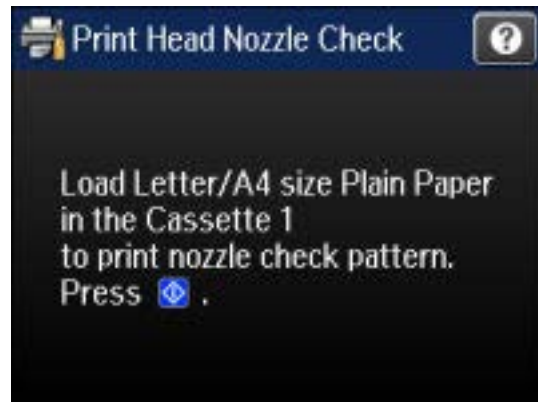 Print Head Nozzle Check
Load Letter/A4 size Plain Paper
in the Cassette 1
to print nozzle check pattern.
Press .